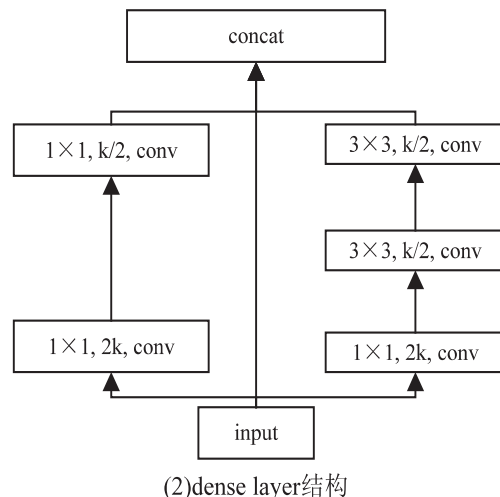 concat
1×1, k/2, conv
3×3, k/2, conv
3×3, k/2, conv
1×1, 2k, conv
1×1, 2k, conv
input
(2)dense layer结构